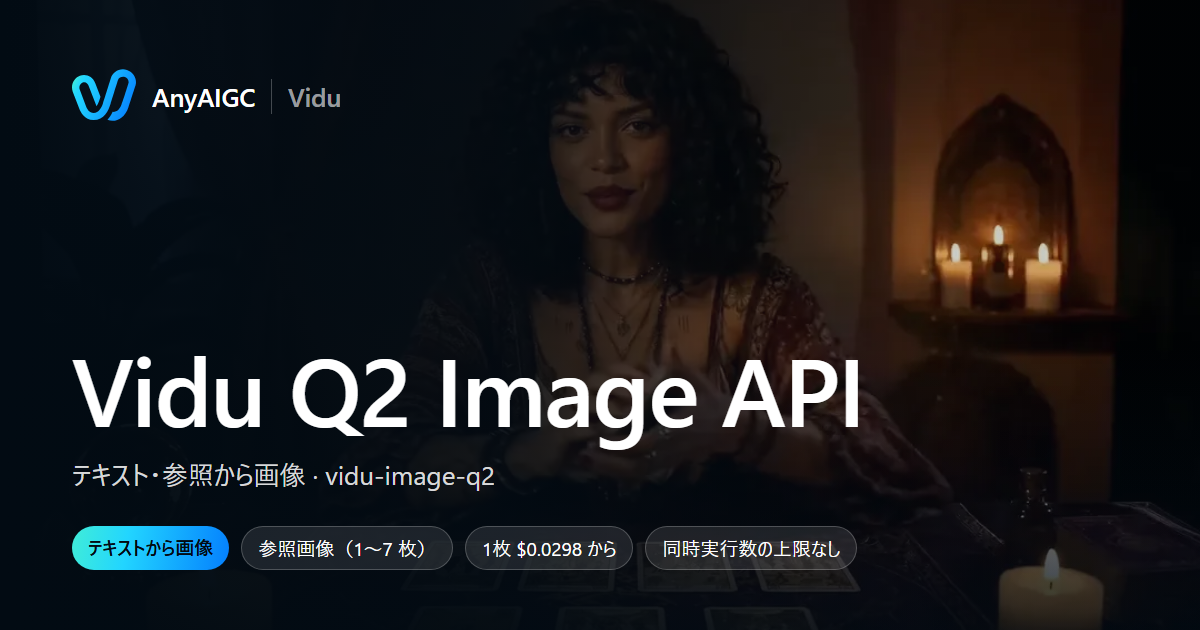 AnyAIGC | Vidu
Vidu Q2 Image API
テキスト・参照から画像 · vidu-image-q2
テキストから画像 参照画像（1〜7 枚） 1枚 $0.0298 から 同時実行数の上限なし